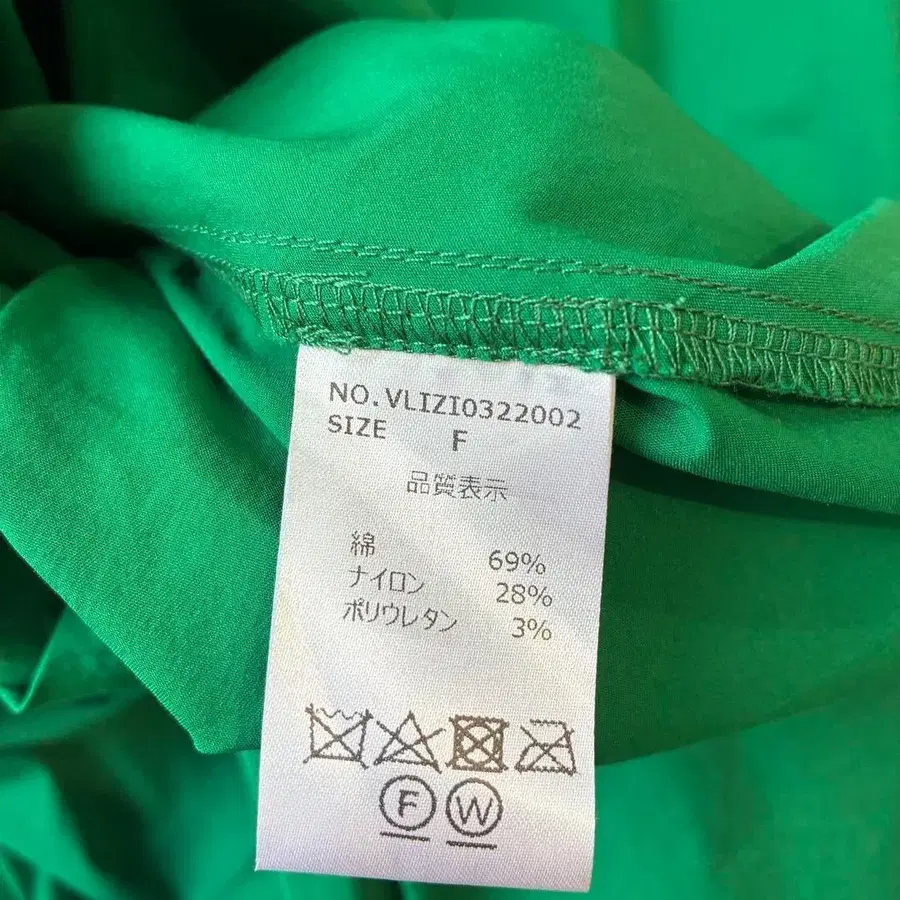 NO.VLIZI0322002
SIZE F
品質表示
綿 69%
ナイロン 28%
ポリウレタン 3%
F W